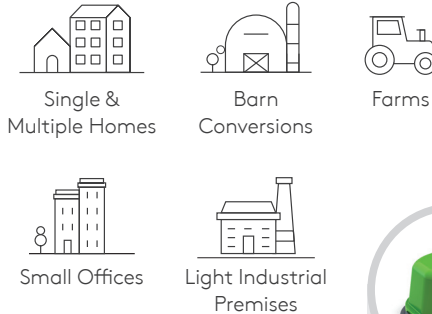 Single &
Multiple Homes
Barn
Conversions
Farms
Small Offices
Light Industrial
Premises